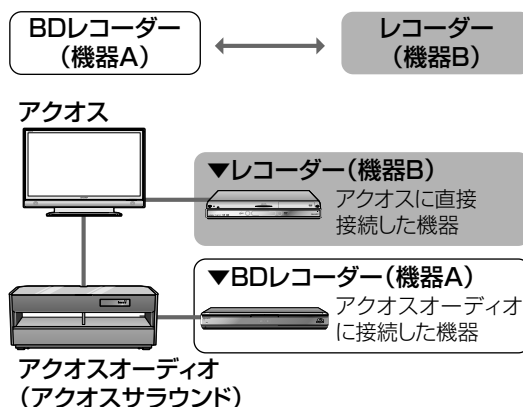 BDレコーダー
（機器A）
レコーダー
（機器B）
アクオス
▼レコーダー（機器B）
アクオスに直接
接続した機器
▼BDレコーダー（機器A）
アクオスオーディオ
に接続した機器
アクオスオーディオ
（アクオスサラウンド）